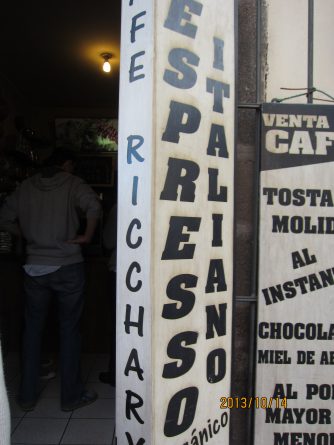 FE RICCHARY
ESPRESSO
ITALIANO
ánico
VENTA
CAF
TOSTA
MOLID
AL
INSTAN
CHOCOLA
MIEL DE AB
AL PO
MAYOR
MENO
2013/10/14